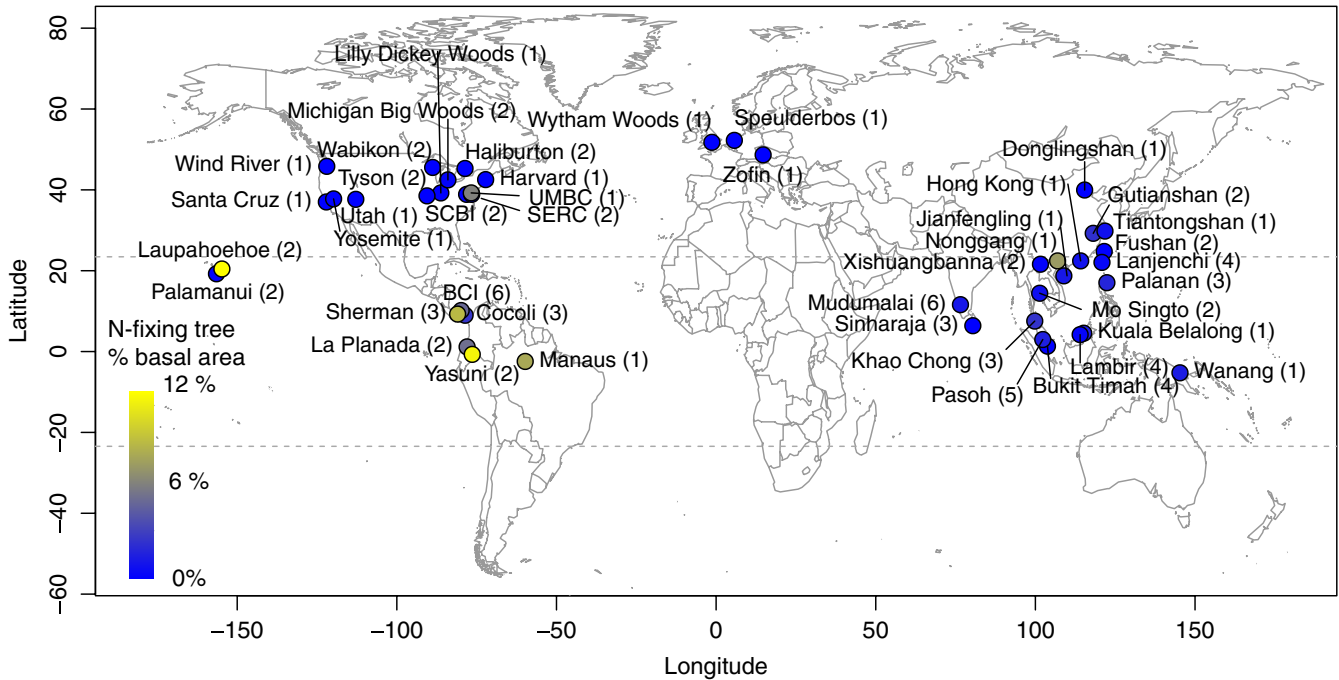 80
60
40
20
0
−20
−40
−60
Latitude
−150
−100
−50
0
50
100
150
Longitude
Lilly Dickey Woods (1)
Michigan Big Woods (2)
Wabikon (2)
Haliburton (2)
Wind River (1)
Tyson (2)
Harvard (1)
Santa Cruz (1)
UMBC (1)
Utah (1)
SCBI (2)
SERC (2)
Yosemite (1)
Laupahoehoe (2)
Palamanui (2)
BCI (6)
Sherman (3)
Cocoli (3)
La Planada (2)
Yasuni (2)
Manaus (1)
Wytham Woods (1)
Speulderbos (1)
Zofin (1)
Donglingshan (1)
Hong Kong (1)
Gutianshan (2)
Jianfengling (1)
Tiantongshan (1)
Nonggang (1)
Fushan (2)
Xishuangbanna (2)
Lanjenchi (4)
Palanan (3)
Mudumalai (6)
Mo Singto (2)
Sinharaja (3)
Kuala Belalong (1)
Khao Chong (3)
Lambir (4)
Wanang (1)
Pasoh (5)
Bukit Timah (4)
N-fixing tree
% basal area
12 %
6 %
0%